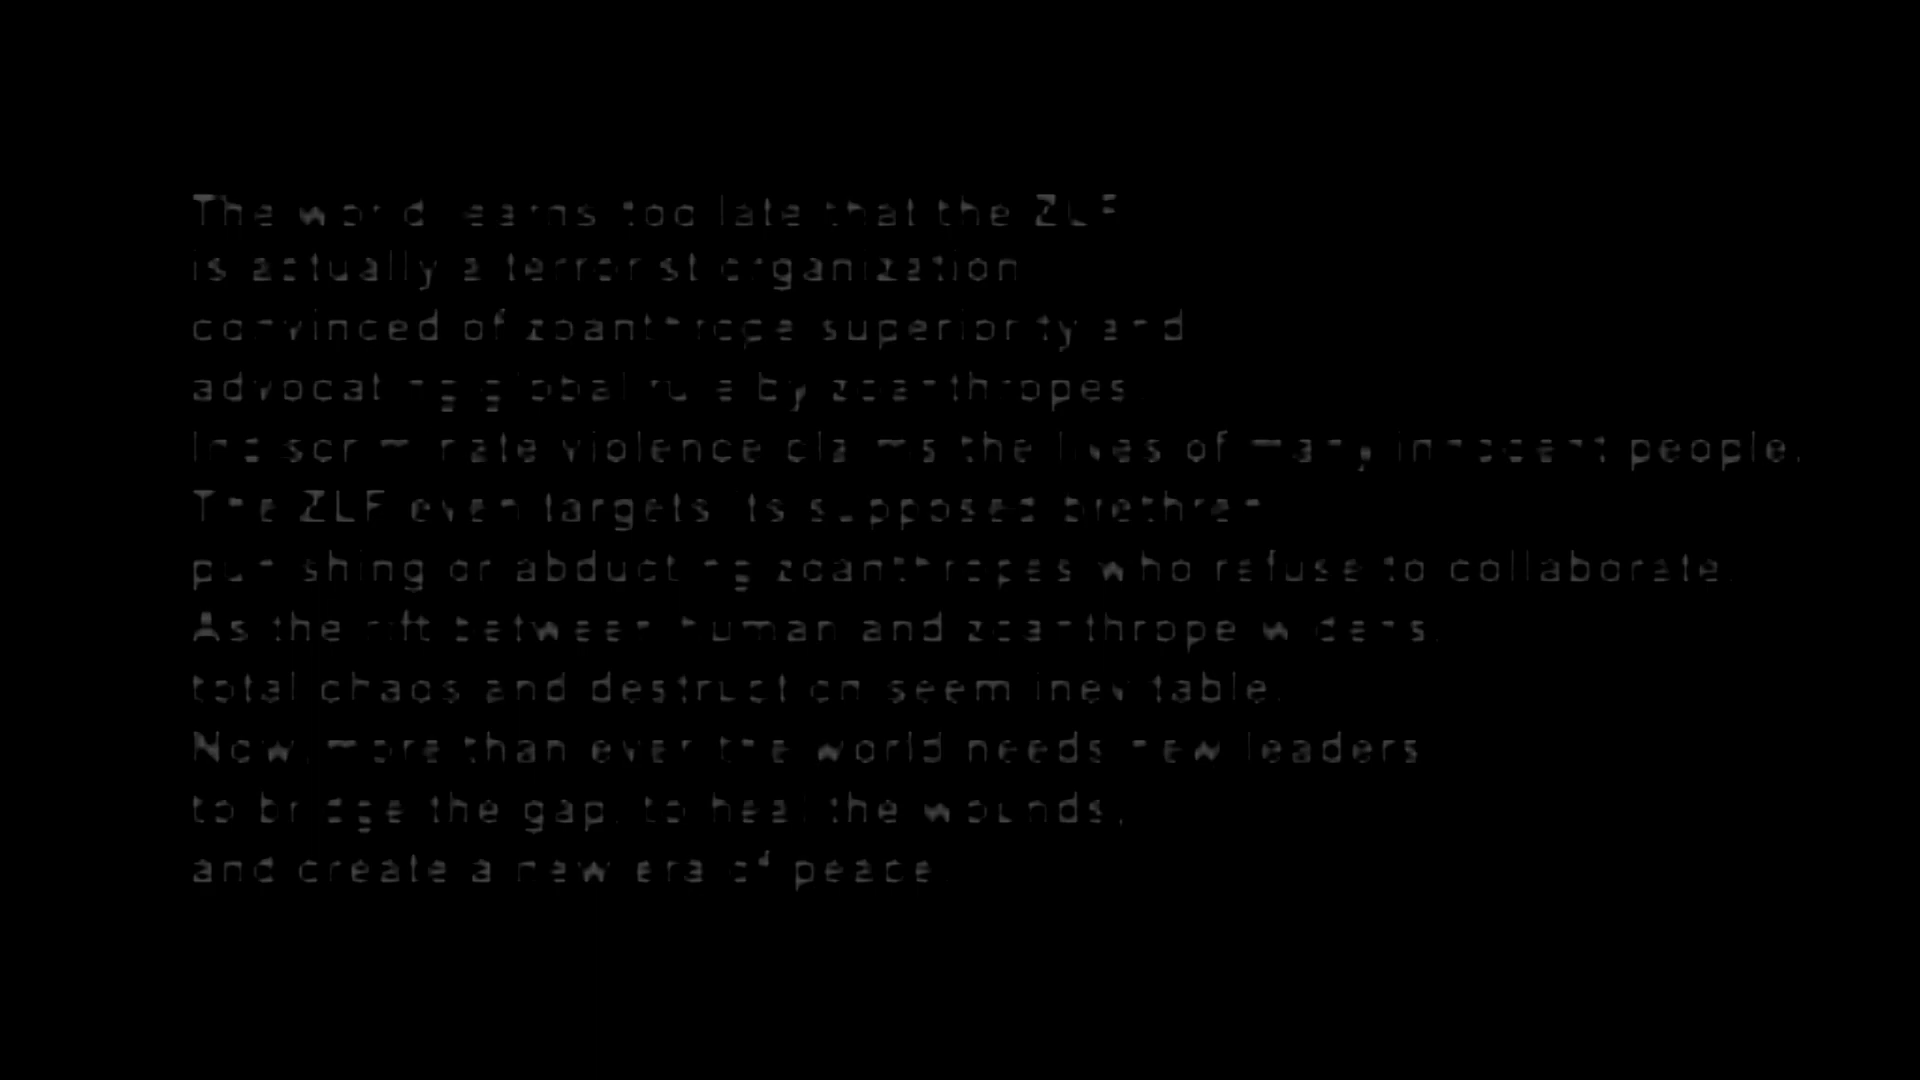 The world learns too late that the ZLF
is actually a terrorist organization
convinced of zoanthrope superiority and
advocating global rule by zoanthropes.
Indiscriminate violence claims the lives of many innocent people.
The ZLF even targets its supposed brethren
punishing or abducting zoanthropes who refuse to collaborate.
As the rift between human and zoanthrope widens,
total chaos and destruction seem inevitable.
Now, more than ever the world needs new leaders
to bridge the gap, to heal the wounds,
and create a new era of peace